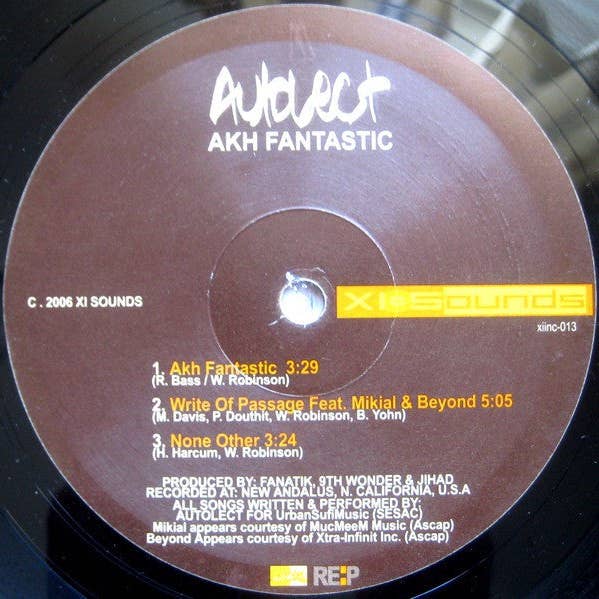 Autolect
AKH FANTASTIC
C . 2006 XI SOUNDS
XI:Sounds
xiinc-013
1. Akh Fantastic 3:29
(R. Bass / W. Robinson)
2. Write Of Passage Feat. Mikial & Beyond 5:05
(M. Davis, P. Douthit, W. Robinson, B. Yohn)
3. None Other 3:24
(H. Harcum, W. Robinson)
PRODUCED BY: FANATIK, 9TH WONDER & JIHAD
RECORDED AT: NEW ANDALUS, N. CALIFORNIA, U.S.A
ALL SONGS WRITTEN & PERFORMED BY:
AUTOLECT FOR UrbanSufiMusic (SESAC)
Mikial appears courtesy of MucMeeM Music (Ascap)
Beyond Appears courtesy of Xtra-Infinit Inc. (Ascap)
RE:P